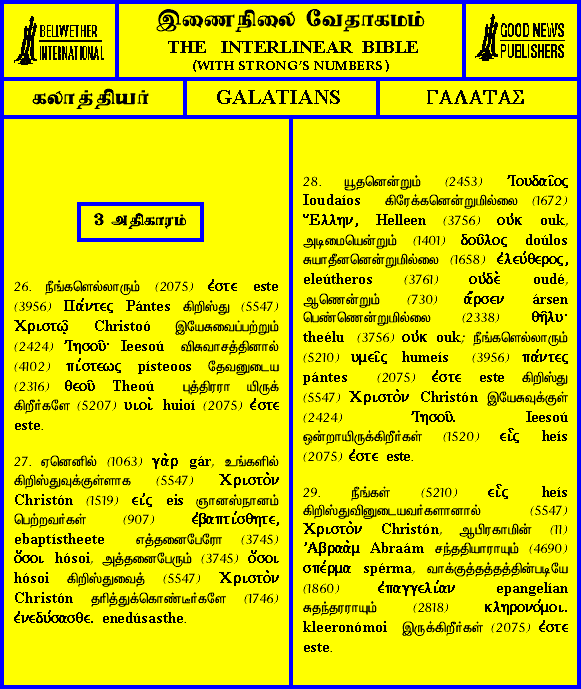 BELLWETHER
INTERNATIONAL
இணைநிலை வேதாகமம்
THE INTERLINEAR BIBLE
(WITH STRONG'S NUMBERS)
GOOD NEWS
PUBLISHERS
கலாத்தியர்
GALATIANS
ΓΑΛΑΤΑΣ
3 அதிகாரம்
26. நீங்களெல்லாரும் (2075) ἐστε este
(3956) Πάντες Pántes கிறிஸ்து (5547)
Χριστῷ Christoó இயேசுவைப்பற்றும்
(2424) Ἰησοῦ· Ieesoú விசுவாசத்தினால்
(4102) πίστεως písteoos தேவனுடைய
(2316) θεοῦ Theoú புத்திரரா யிருக்
கிறீர்களே (5207) υιοὶ huioí (2075) ἐστε
este.
27. ஏனெனில் (1063) γὰρ gár, உங்களில்
கிறிஸ்துவுக்குள்ளாக (5547) Χριστὸν
Christón (1519) εἰς eis ஞானஸ்நானம்
பெற்றவர்கள் (907) ἐβαπτίσθητε,
ebaptístheete எத்தனைபேரோ (3745)
ὅσοι hósoi, அத்தனைபேரும் (3745) ὅσοι
hósoi கிறிஸ்துவைத் (5547) Χριστὸν
Christón தரித்துக்கொண்டீர்களே (1746)
ἐνεδύσασθε. enedúsasthe.
28. யூதனென்றும் (2453) Ἰουδαῖος
Ioudaíos கிரேக்கனென்றுமில்லை (1672)
Ἕλλην, Helleen (3756) οὐκ ouk,
அடிமையென்றும் (1401) δοῦλος doúlos
சுயாதீனனென்றுமில்லை (1658) ἐλεύθερος,
eleútheros (3761) οὐδὲ oudé,
ஆணென்றும் (730) ἄρσεν ársen
பெண்ணென்றுமில்லை (2338) θῆλυ·
theélu (3756) οὐκ ouk; நீங்களெல்லாரும்
(5210) υμεῖς humeís (3956) πάντες
pántes (2075) ἐστε este கிறிஸ்து
(5547) Χριστὸν Christón இயேசுவுக்குள்
(2424) Ἰησοῦ. Ieesoú
ஒன்றாயிருக்கிறீர்கள் (1520) εἷς heís
(2075) ἐστε este.
29. நீங்கள் (5210) εἷς heís
கிறிஸ்துவினுடையவர்களானால் (5547)
Χριστὸν Christón, ஆபிரகாமின் (11)
Ἀβραὰμ Abraám சந்ததியாராயும் (4690)
σπέρμα spérma, வாக்குத்தத்தத்தின்படியே
(1860) ἐπαγγελίαν epangelían
சுதந்தரராயும் (2818) κληρονόμοι.
kleeronómoi இருக்கிறீர்கள் (2075) ἐστε
este.